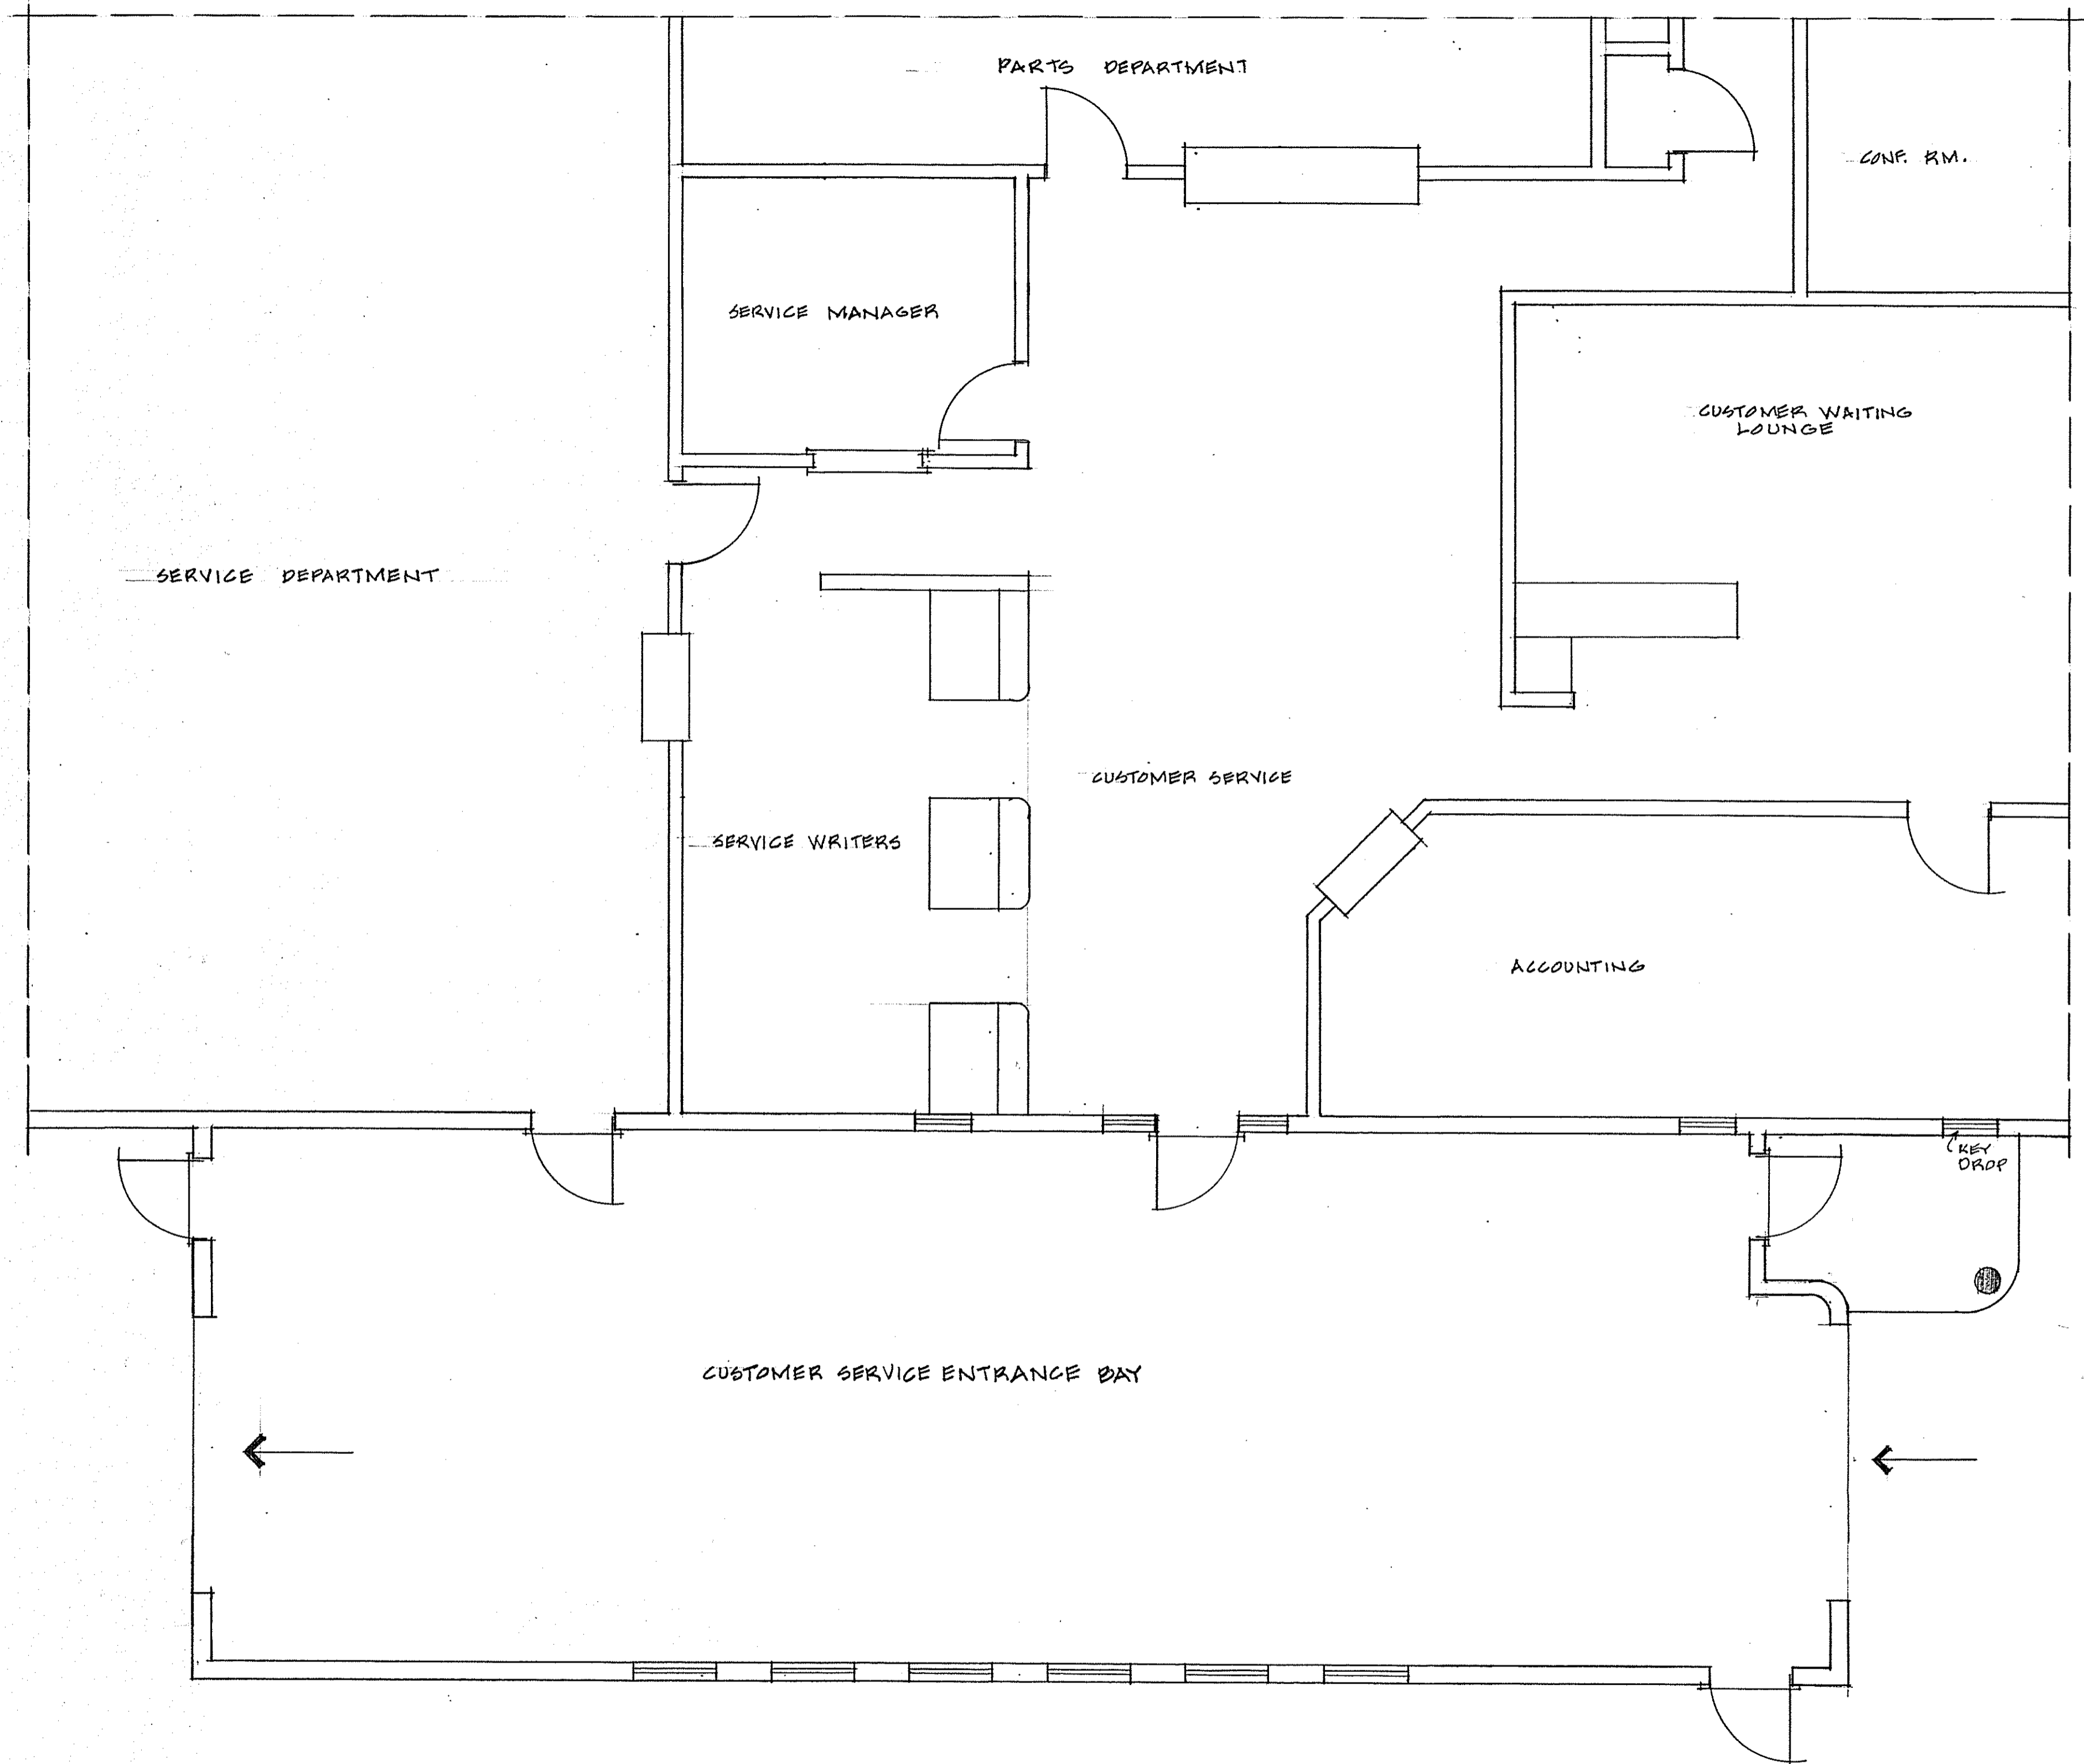 PARTS DEPARTMENT
CONF. RM.
SERVICE MANAGER
CUSTOMER WAITING
LOUNGE
SERVICE DEPARTMENT
CUSTOMER SERVICE
SERVICE WRITERS
ACCOUNTING
KEY
DROP
CUSTOMER SERVICE ENTRANCE BAY